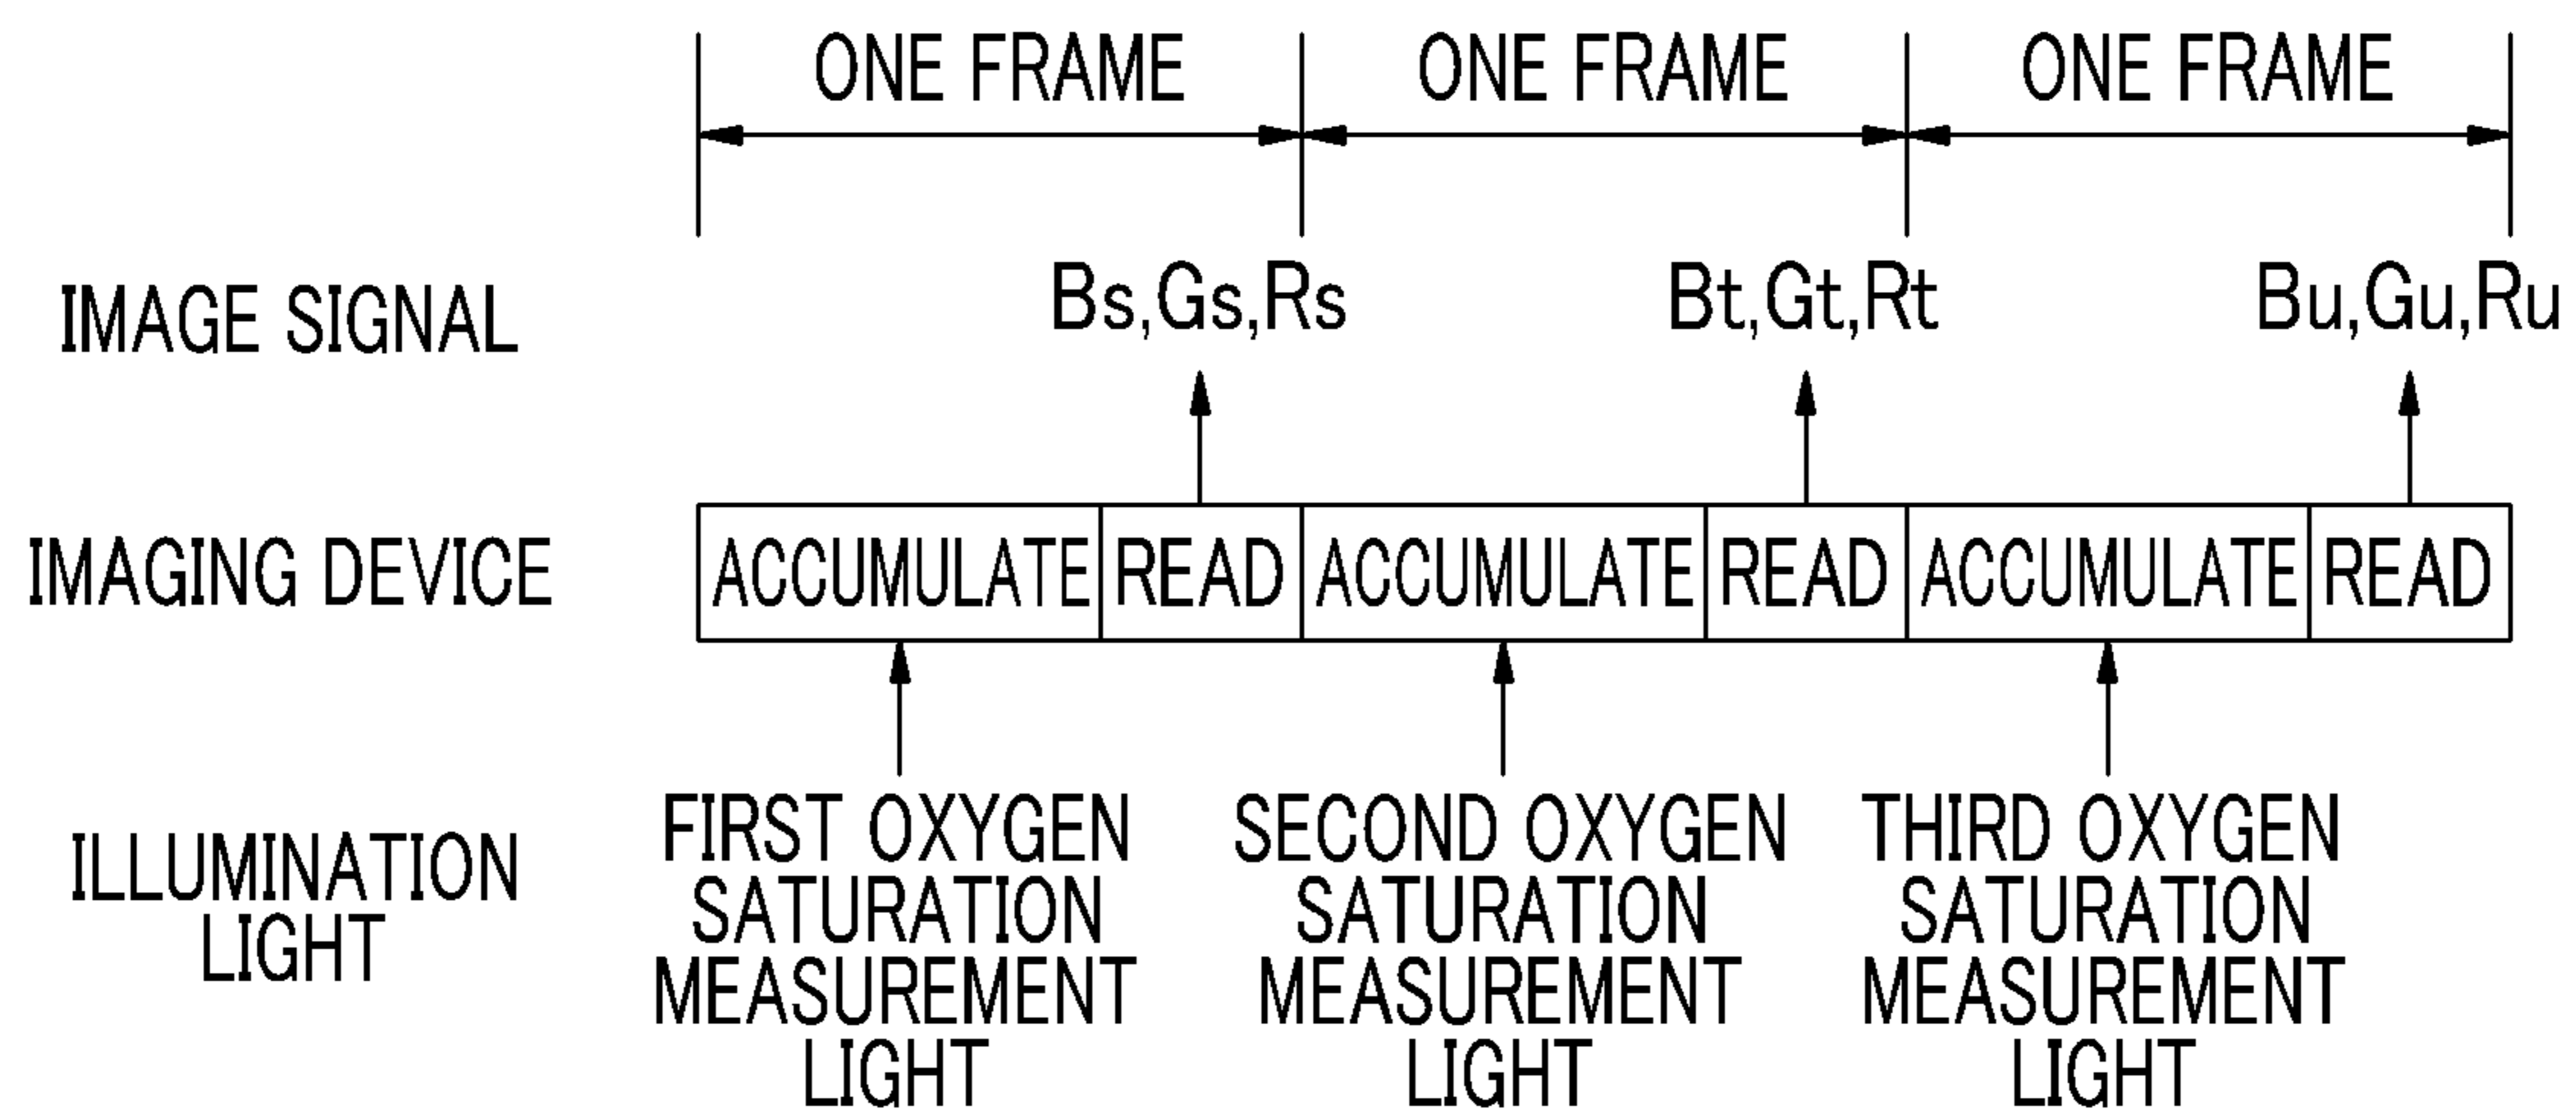 ONE FRAME ONE FRAME ONE FRAME
IMAGE SIGNAL Bs,Gs,Rs Bt,Gt,Rt Bu,Gu,Ru
IMAGING DEVICE ACCUMULATE READ ACCUMULATE READ ACCUMULATE READ
ILLUMINATION
LIGHT
FIRST OXYGEN
SATURATION
MEASUREMENT
LIGHT
SECOND OXYGEN
SATURATION
MEASUREMENT
LIGHT
THIRD OXYGEN
SATURATION
MEASUREMENT
LIGHT